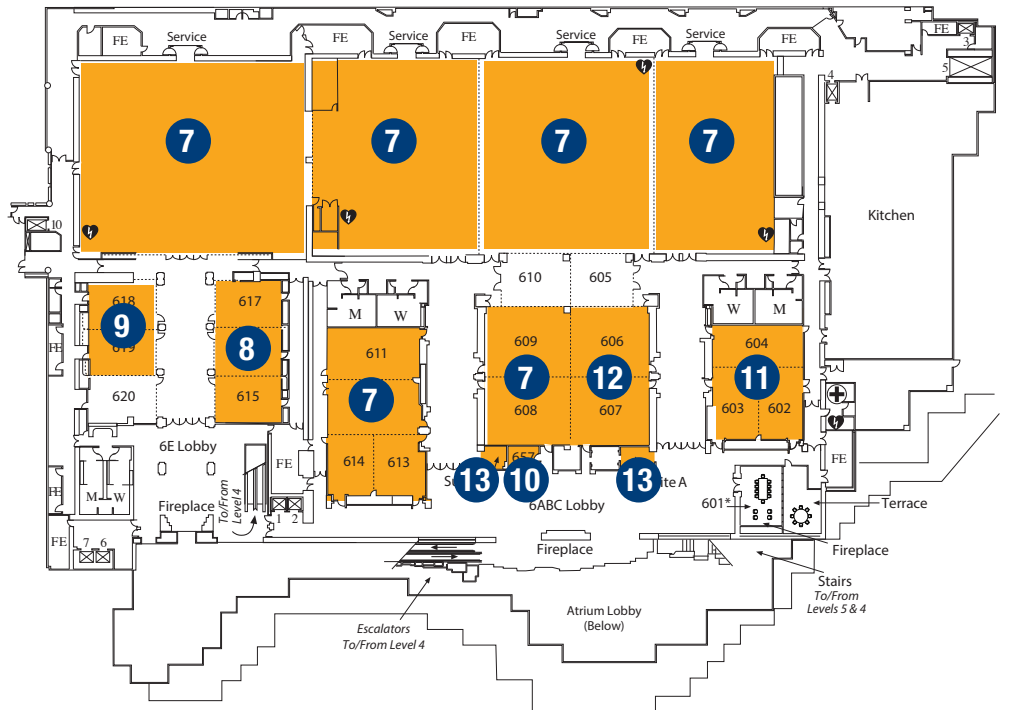 FE
Service
FE
Service
FE
Service
FE
Service
FE
FE
3
5
4
7
7
7
7
Kitchen
10
610
605
618
617
M
W
W
M
9
619
8
611
609
606
604
7
7
12
11
620
615
608
607
603
602
6E Lobby
FE
614
613
657
FE
FE
M
W
13
10
13
ite A
Fireplace
To/From
Level 4
6ABC Lobby
601*
Terrace
1
2
FE
7
6
Fireplace
Fireplace
Stairs
To/From
Levels 5 & 4
Escalators
To/From Level 4
Atrium Lobby
(Below)
FE
FE